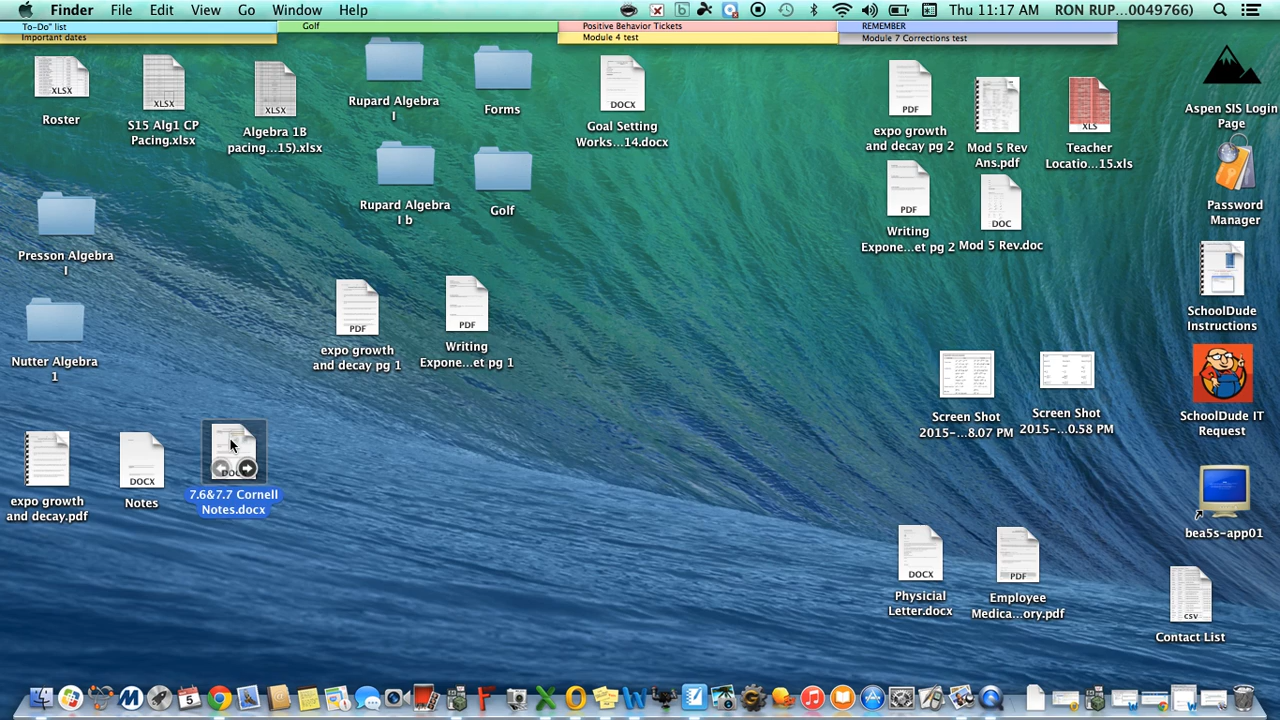 Finder File Edit View Go Window Help
Thu 11:17 AM RON RUP...0049766)
To-Do" list
Golf
Positive Behavior Tickets
REMEMBER
Important dates
Module 4 test
Module 7 Corrections test
XLSX
Roster
XLSX
S15 Alg1 CP
Pacing.xlsx
XLSX
Algebra 1B
pacing...15).xlsx
Rupard Algebra
I
Forms
DOCX
Goal Setting
Works...14.docx
PDF
expo growth
and decay pg 2
Mod 5 Rev
Ans.pdf
XLS
Teacher
Locatio...15.xls
Aspen SIS Login
Page
Rupard Algebra
I b
Golf
PDF
Writing
Expone...et pg 2
DOC
Mod 5 Rev.doc
Password
Manager
Presson Algebra
I
SchoolDude
Instructions
Nutter Algebra
1
PDF
expo growth
and decay pg 1
PDF
Writing
Expone...et pg 1
Screen Shot
2015-...8.07 PM
Screen Shot
2015-...0.58 PM
SchoolDude IT
Request
expo growth
and decay.pdf
DOCX
Notes
7.6&7.7 Cornell
Notes.docx
bea5s-app01
DOCX
Physicial
Letter.docx
PDF
Employee
Medica...ory.pdf
CSV
Contact List
5